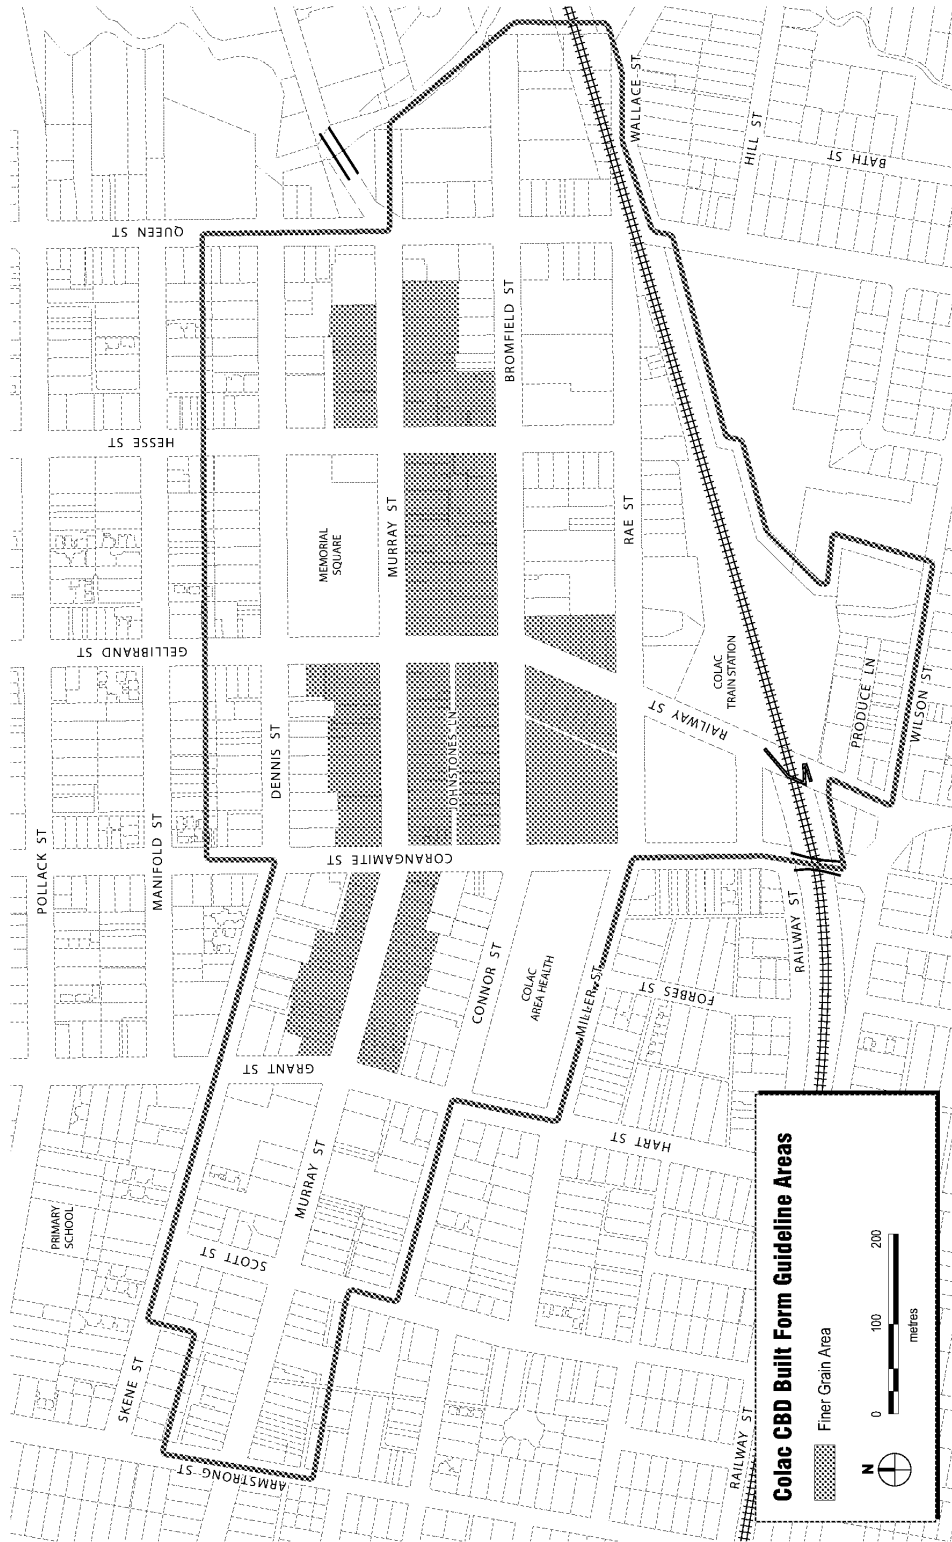 PRIMARY
SCHOOL
POLLACK ST
MANIFOLD ST
SKENE ST
ARMSTRONG ST
SCOTT ST
GRANT ST
MURRAY ST
DENNIS ST
CORANGAMITE ST
GELLIBRAND ST
HESSE ST
QUEEN ST
MEMORIAL
SQUARE
MURRAY ST
JOHNSTONES LN
BROMFIELD ST
CONNOR ST
COLAC
AREA HEALTH
MILLER ST
FORBES ST
HART ST
RAE ST
RAILWAY ST
COLAC
TRAIN STATION
WALLACE ST
HILL ST
BATH ST
PRODUCE LN
WILSON ST
RAILWAY ST
RAILWAY ST
Colac CBD Built Form Guideline Areas
Finer Grain Area
N
0 100 200
metres